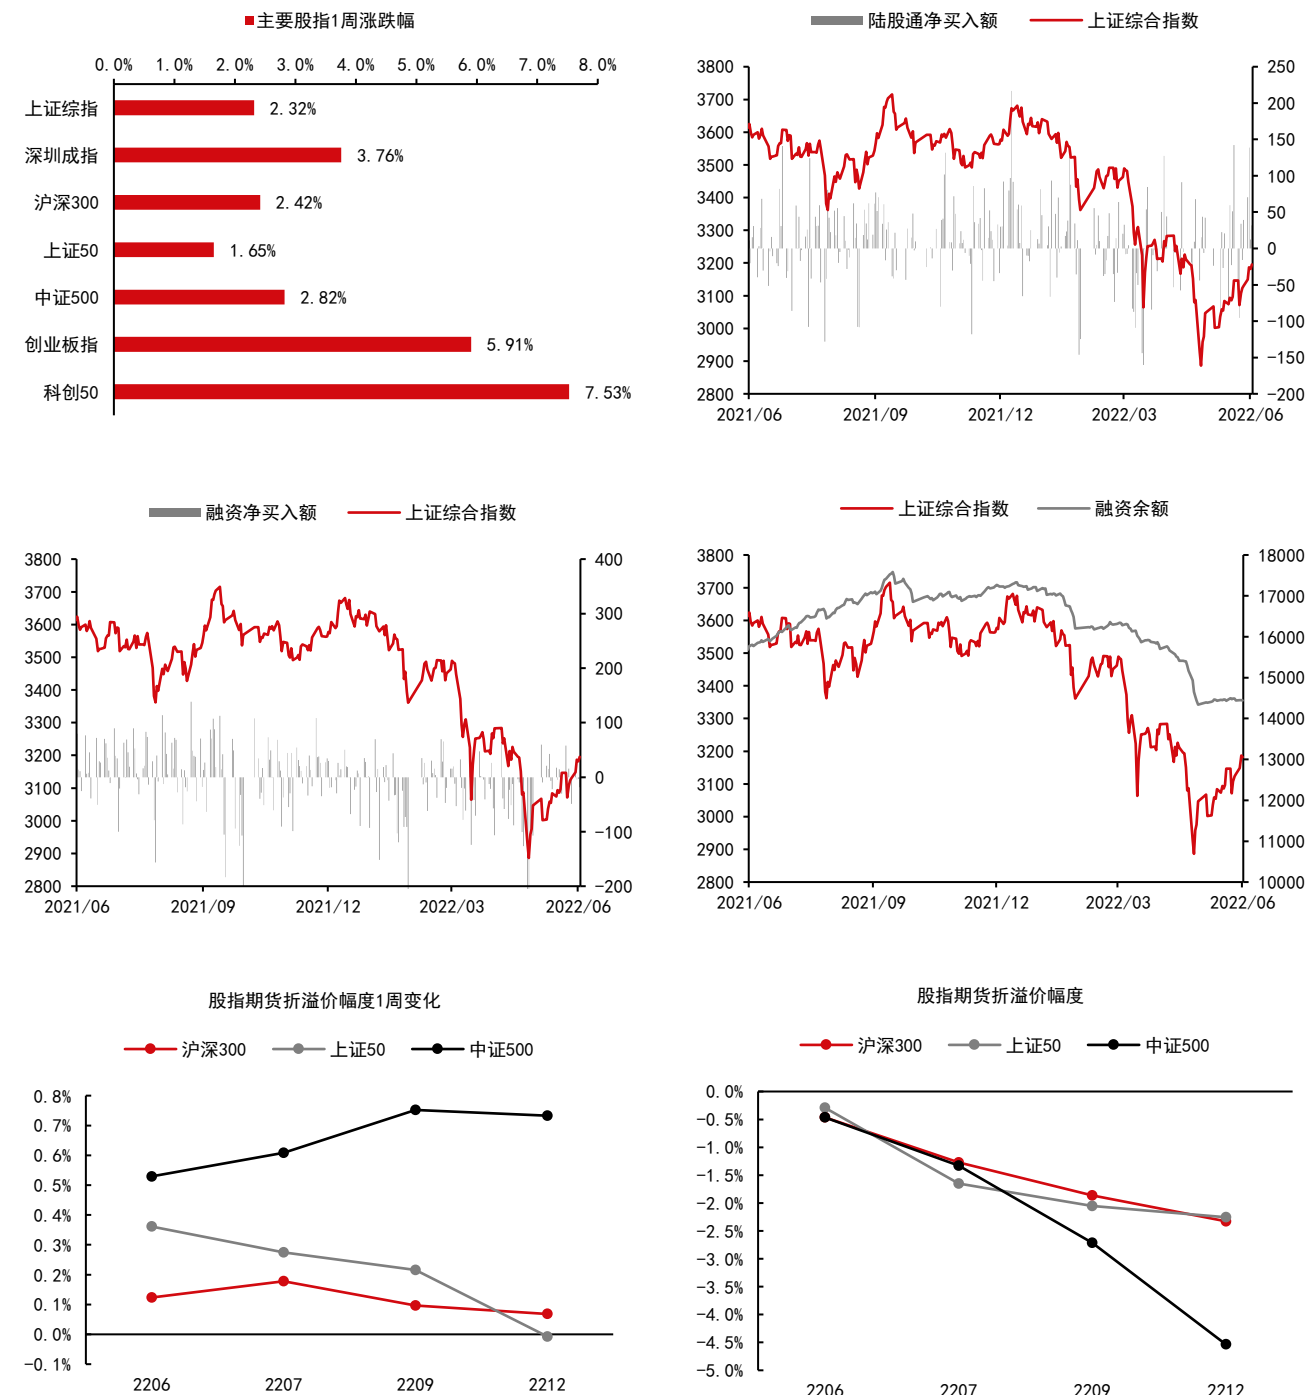 主要股指1周涨跌幅
0.0% 1.0% 2.0% 3.0% 4.0% 5.0% 6.0% 7.0% 8.0%
上证综指 2.32%
深圳成指 3.76%
沪深300 2.42%
上证50 1.65%
中证500 2.82%
创业板指 5.91%
科创50 7.53%
陆股通净买入额 上证综合指数
3800 250
3700 200
3600 150
3500 100
3400 50
3300 0
3200 -50
3100 -100
3000 -150
2900 -200
2800
2021/06 2021/09 2021/12 2022/03 2022/06
融资净买入额 上证综合指数
3800 400
3700 300
3600 200
3500 100
3400 0
3300 -100
3200 -200
3100
3000
2900
2800
2021/06 2021/09 2021/12 2022/03 2022/06
上证综合指数 融资余额
3800 18000
3700 17000
3600 16000
3500 15000
3400 14000
3300 13000
3200 12000
3100 11000
3000 10000
2900
2800
2021/06 2021/09 2021/12 2022/03 2022/06
股指期货折溢价幅度1周变化
沪深300 上证50 中证500
0.8%
0.7%
0.6%
0.5%
0.4%
0.3%
0.2%
0.1%
0.0%
-0.1%
2206 2207 2209 2212
股指期货折溢价幅度
沪深300 上证50 中证500
0.0%
-0.5%
-1.0%
-1.5%
-2.0%
-2.5%
-3.0%
-3.5%
-4.0%
-4.5%
-5.0%
2206 2207 2209 2212